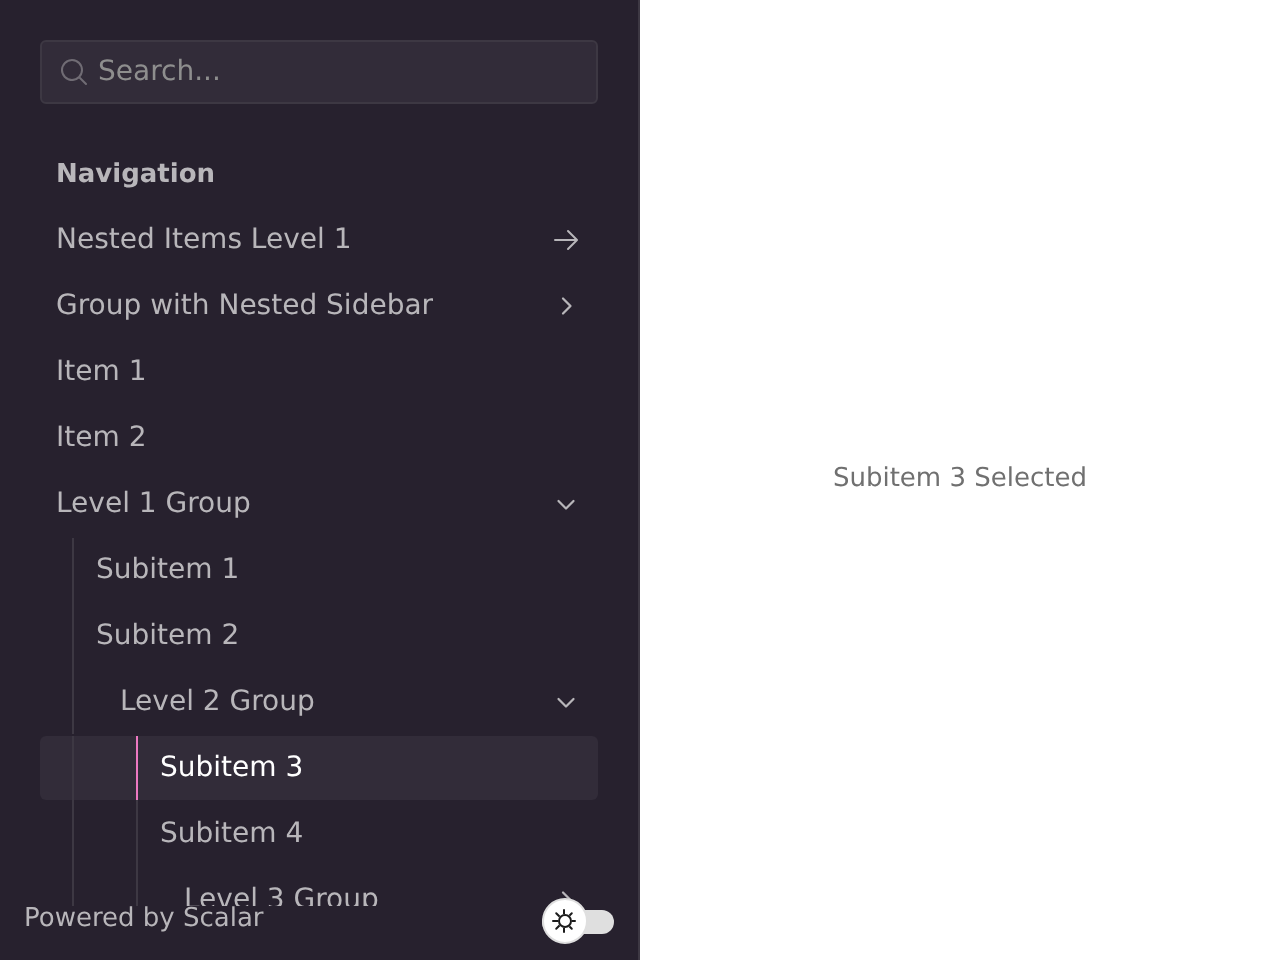 Search...
Navigation
Nested Items Level 1
Group with Nested Sidebar
Item 1
Item 2
Level 1 Group
Subitem 1
Subitem 2
Level 2 Group
Subitem 3
Subitem 4
Level 3 Group
Powered by Scalar
Subitem 3 Selected